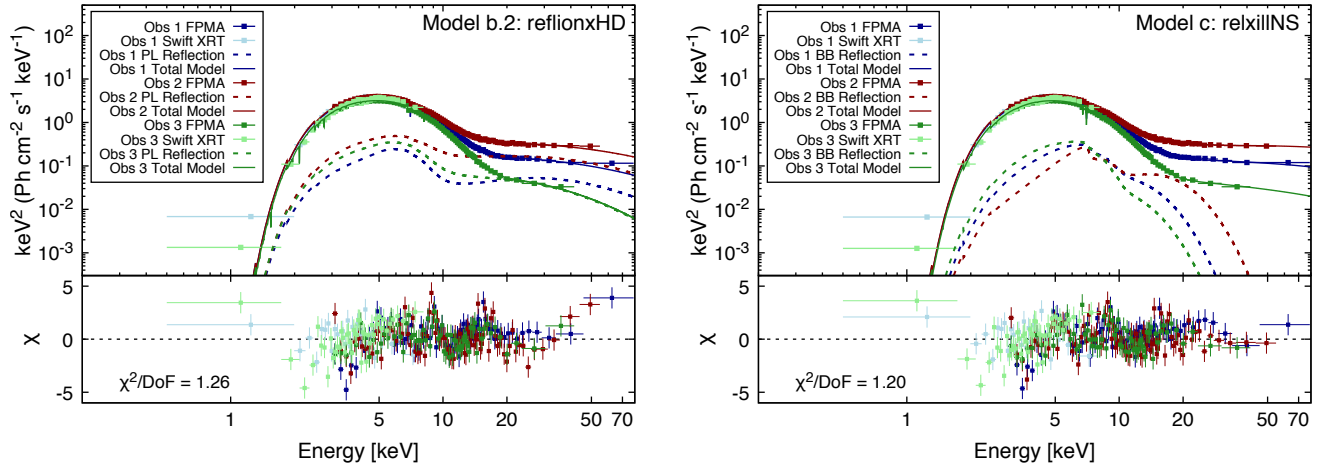 Model b.2: reflionxHD
keV² (Ph cm⁻² s⁻¹ keV⁻¹)
10²
10¹
10⁰
10⁻¹
10⁻²
10⁻³
Obs 1 FPMA
Obs 1 Swift XRT
Obs 1 PL Reflection
Obs 1 Total Model
Obs 2 FPMA
Obs 2 PL Reflection
Obs 2 Total Model
Obs 3 FPMA
Obs 3 Swift XRT
Obs 3 PL Reflection
Obs 3 Total Model
χ
5
0
-5
χ²/DoF = 1.26
1 2 5 10 20 50 70
Energy [keV]
Model c: relxillNS
keV² (Ph cm⁻² s⁻¹ keV⁻¹)
10²
10¹
10⁰
10⁻¹
10⁻²
10⁻³
Obs 1 FPMA
Obs 1 Swift XRT
Obs 1 BB Reflection
Obs 1 Total Model
Obs 2 FPMA
Obs 2 BB Reflection
Obs 2 Total Model
Obs 3 FPMA
Obs 3 Swift XRT
Obs 3 BB Reflection
Obs 3 Total Model
χ
5
0
-5
χ²/DoF = 1.20
1 2 5 10 20 50 70
Energy [keV]